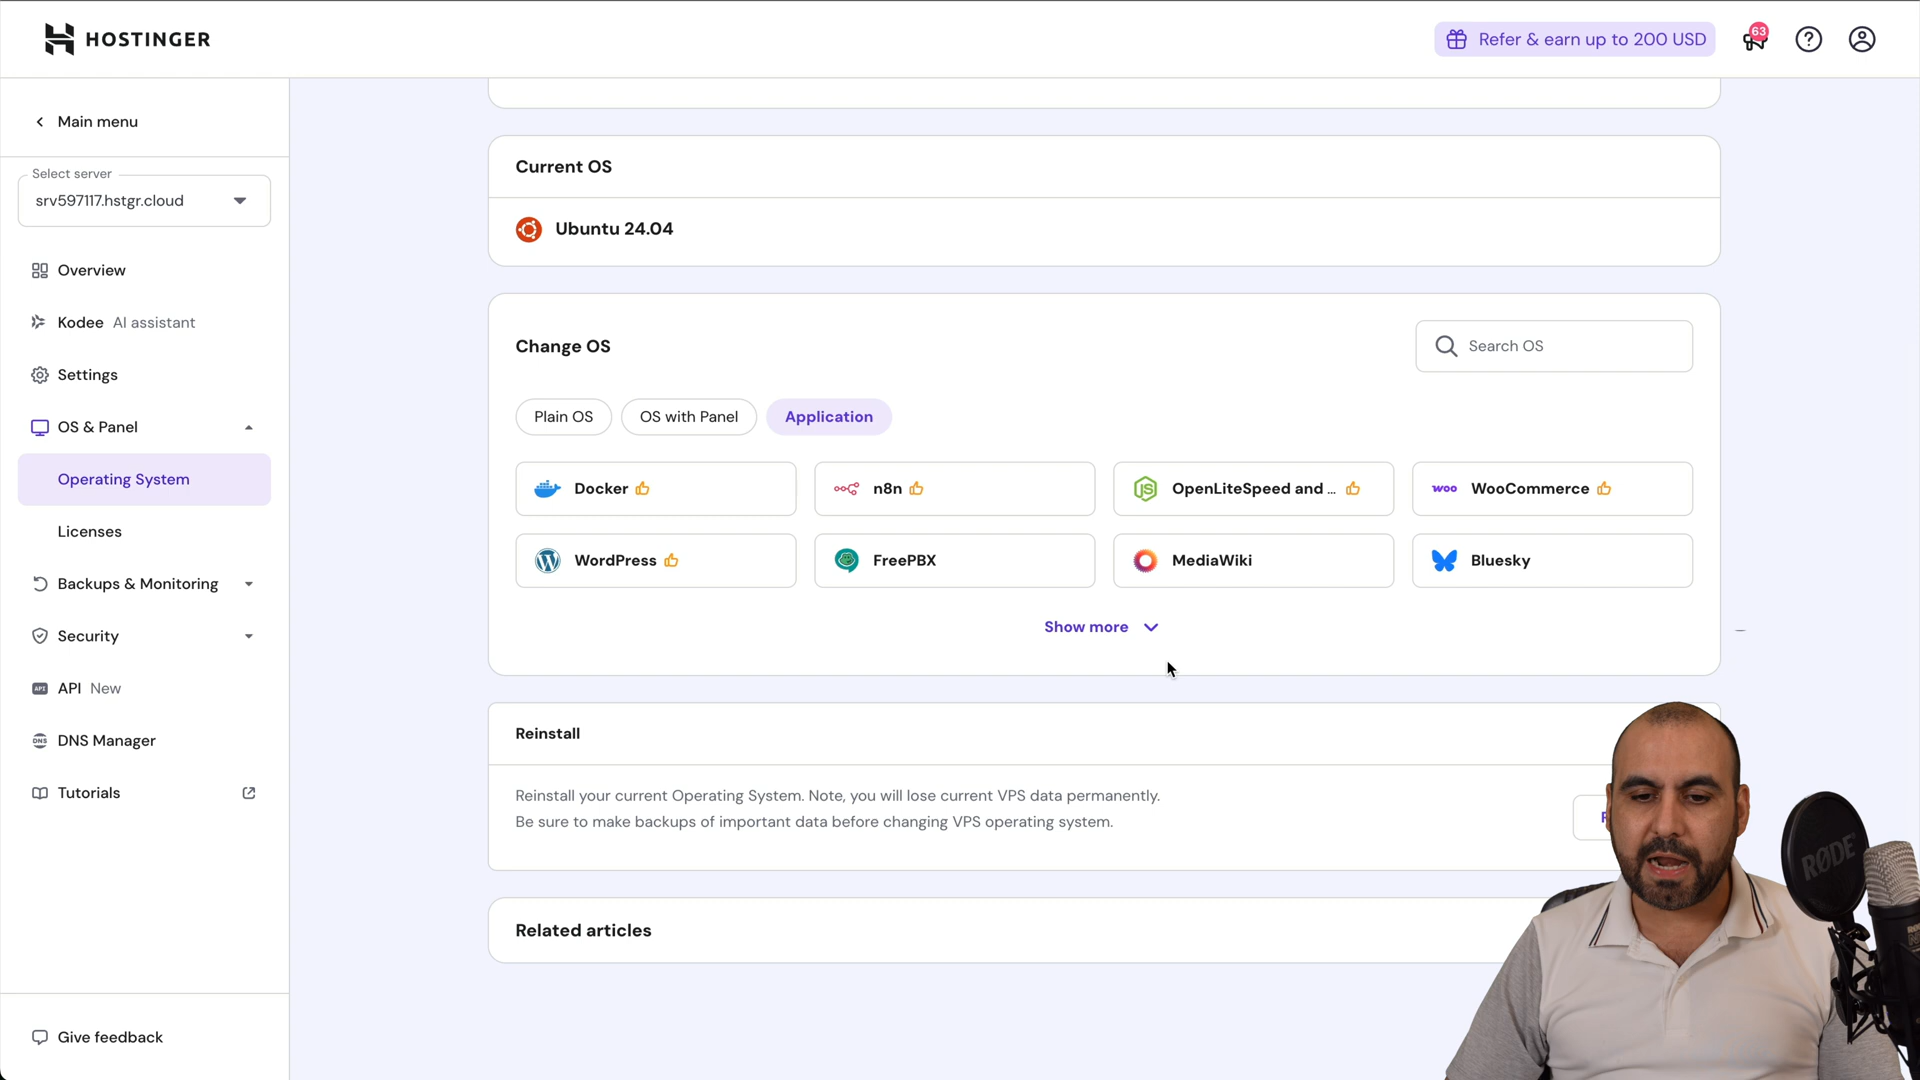 HOSTINGER
Refer & earn up to 200 USD
63
Main menu
Select server
srv597117.hstgr.cloud
Overview
Kodee AI assistant
Settings
OS & Panel
Operating System
Licenses
Backups & Monitoring
Security
API New
DNS Manager
Tutorials
Give feedback
Current OS
Ubuntu 24.04
Change OS
Search OS
Plain OS
OS with Panel
Application
Docker
n8n
OpenLiteSpeed and ...
WooCommerce
WordPress
FreePBX
MediaWiki
Bluesky
Show more
Reinstall
Reinstall your current Operating System. Note, you will lose current VPS data permanently.
Be sure to make backups of important data before changing VPS operating system.
Related articles
RØDE